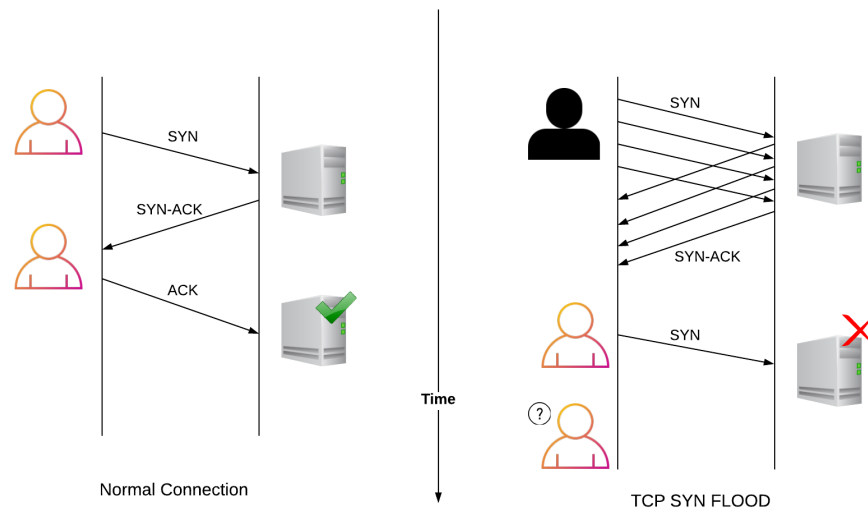 SYN
SYN-ACK
ACK
Normal Connection
Time
SYN
SYN-ACK
SYN
?
TCP SYN FLOOD